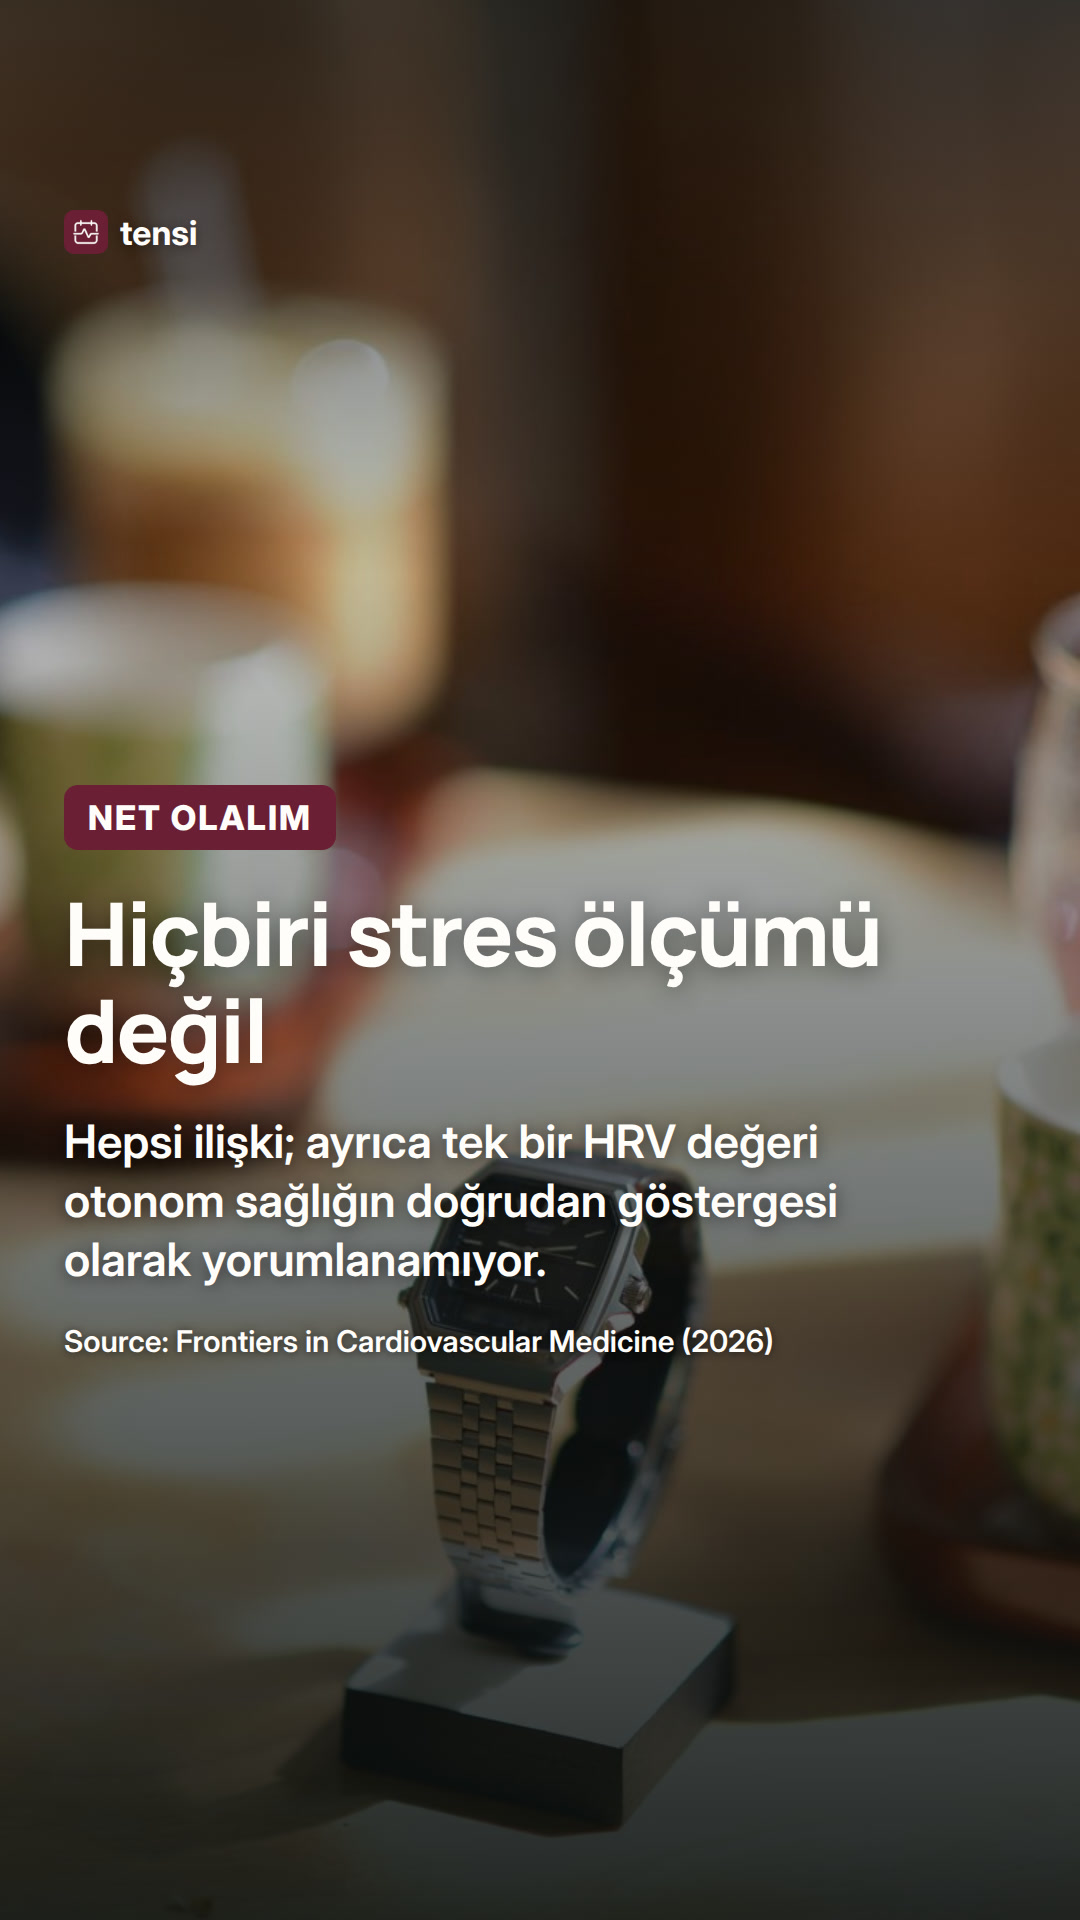 tensi
NET OLALIM
Hiçbiri stres ölçümü
değil
Hepsi ilişki; ayrıca tek bir HRV değeri
otonom sağlığın doğrudan göstergesi
olarak yorumlanamıyor.
Source: Frontiers in Cardiovascular Medicine (2026)